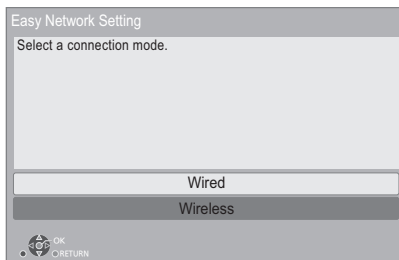 Easy Network Setting
Select a connection mode.
Wired
Wireless
OK
RETURN